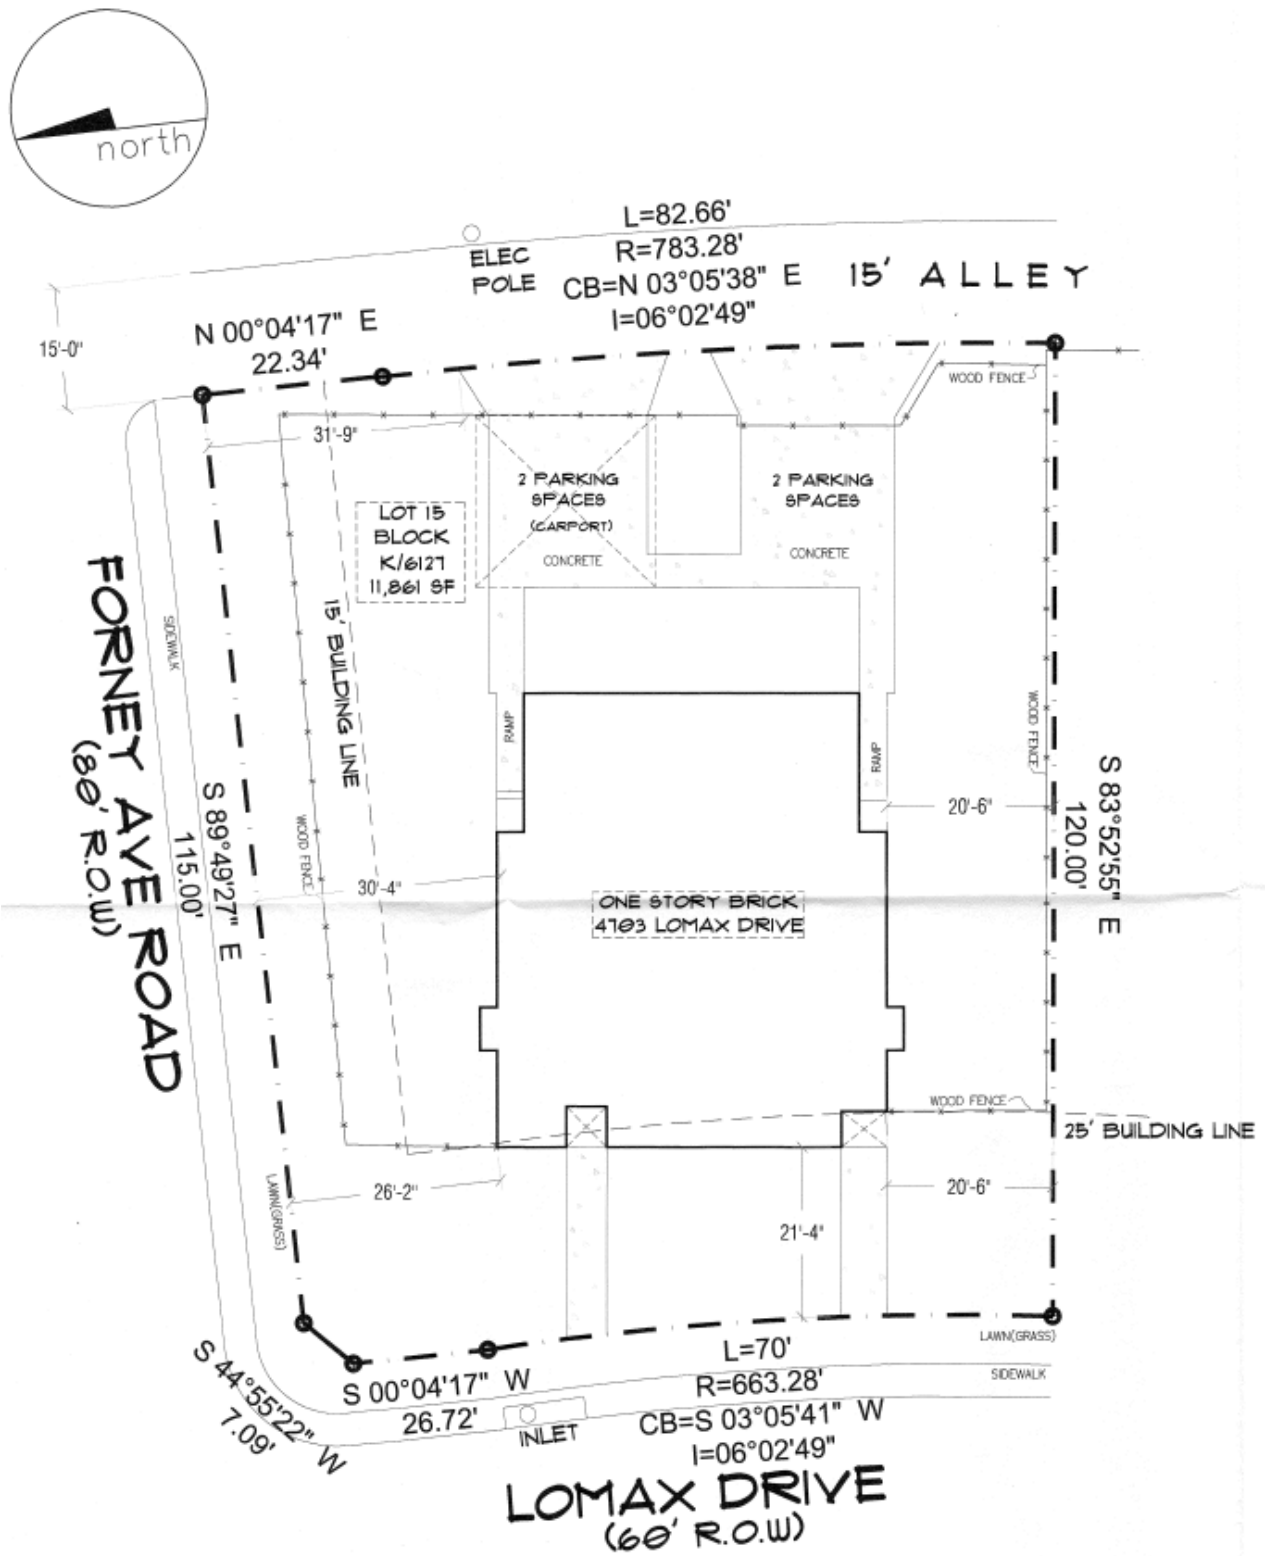 north
L=82.66'
R=783.28'
CB=N 03°05'38" E
I=06°02'49"
15' ALLEY
ELEC
POLE
N 00°04'17" E
22.34'
15'-0"
WOOD FENCE
31'-9"
2 PARKING
SPACES
(CARPORT)
CONCRETE
2 PARKING
SPACES
CONCRETE
LOT 15
BLOCK
K/6127
11,861 SF
FORNEY AVE ROAD
(80' R.O.W)
SIDEWALK
15' BUILDING LINE
RAMP
RAMP
WOOD FENCE
S 89°49'27" E
115.00'
WOOD FENCE
20'-6"
S 83°52'55" E
120.00'
30'-4"
ONE STORY BRICK
4703 LOMAX DRIVE
WOOD FENCE
25' BUILDING LINE
LAWN(GRASS)
26'-2"
20'-6"
21'-4"
S 44°55'22" W
7.09'
S 00°04'17" W
26.72'
INLET
L=70'
R=663.28'
CB=S 03°05'41" W
I=06°02'49"
LAWN(GRASS)
SIDEWALK
LOMAX DRIVE
(60' R.O.W)